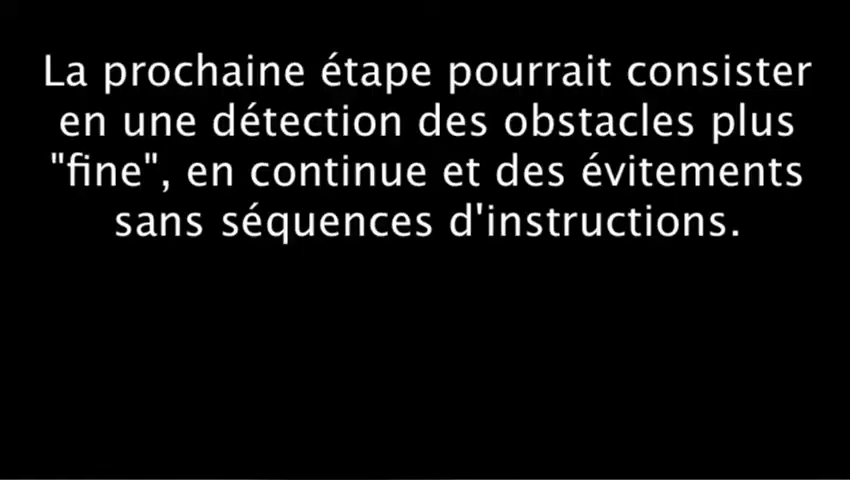 La prochaine étape pourrait consister
en une détection des obstacles plus
"fine", en continue et des évitements
sans séquences d'instructions.